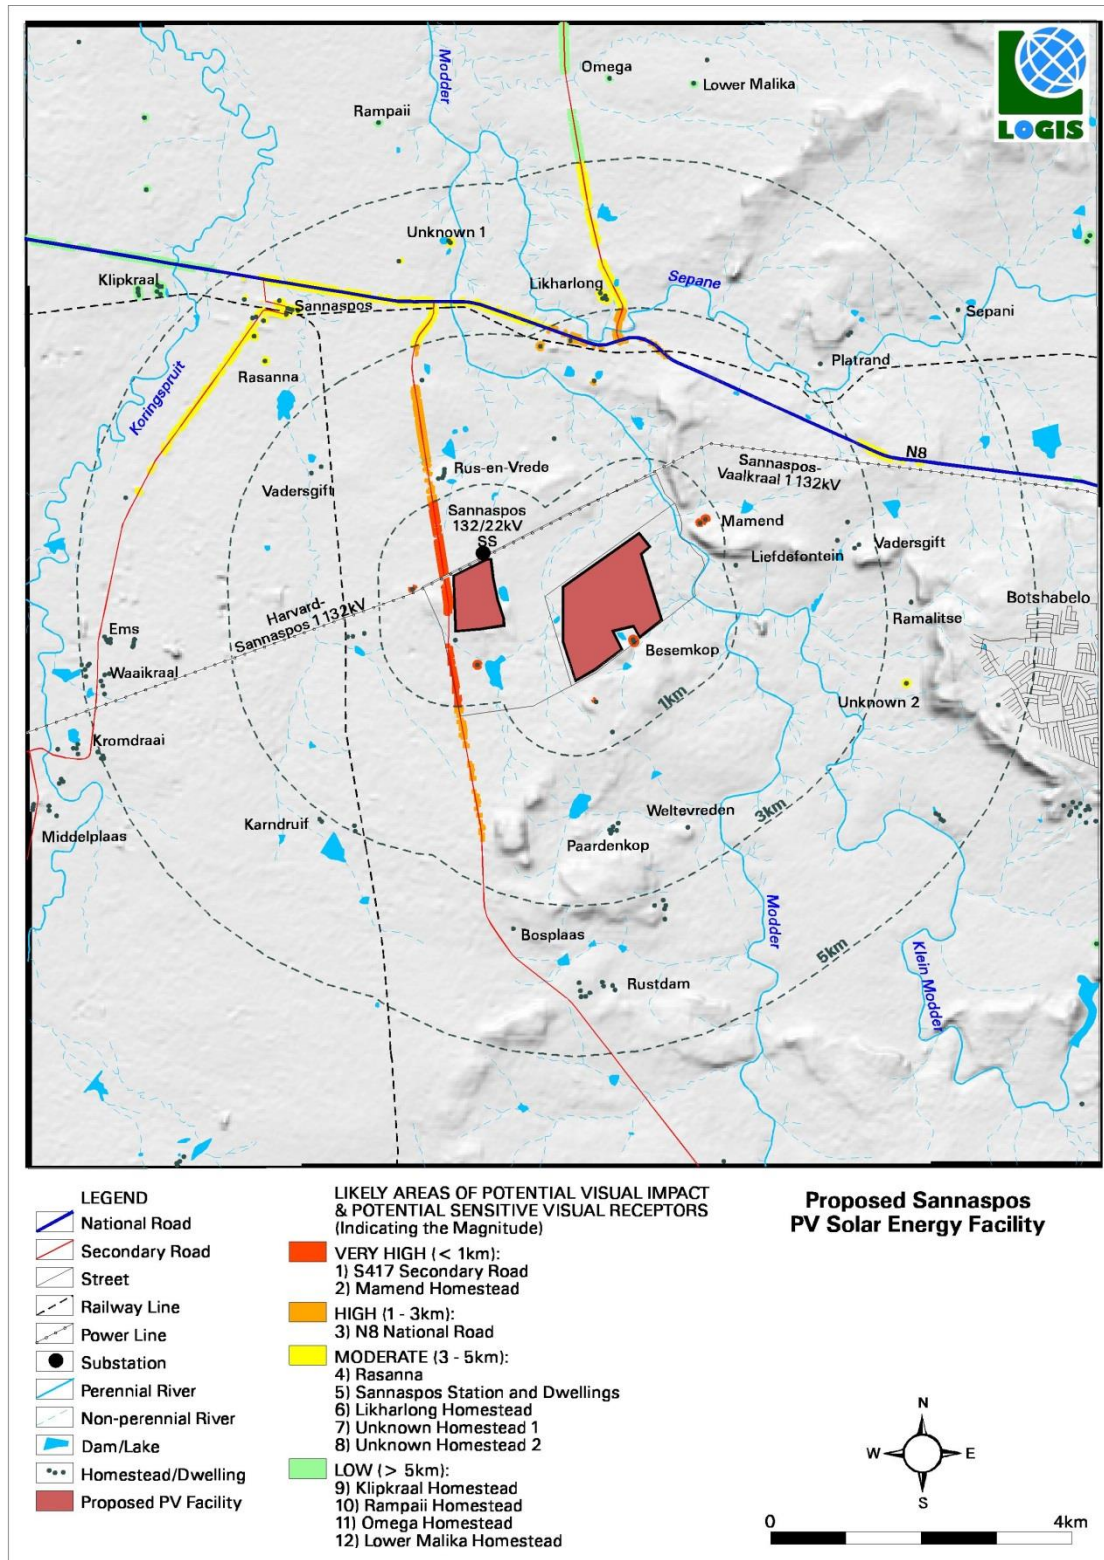 Modder
Omega
Lower Malika
LOGIS
Rampaii
Unknown 1
Klipkraal
Sannaspos
Likharlong
Sepane
Sepani
Platrand
Rasanna
Koringspruit
N8
Rus-en-Vrede
Sannaspos-
Vaalkraal 1 132kV
Vadersgift
Sannaspos
132/22kV
SS
Mamend
Liefdefontein
Vadersgift
Harvard-
Sannaspos 1 132kV
Ramalitse
Botshabelo
Ems
Waaikraal
Besemkop
1km
Unknown 2
Kromdraai
Middelplaas
Karndruif
Weltevreden
3km
Paardenkop
Bosplaas
Modder
5km
Klein Modder
Rustdam
LEGEND
National Road
Secondary Road
Street
Railway Line
Power Line
Substation
Perennial River
Non-perennial River
Dam/Lake
Homestead/Dwelling
Proposed PV Facility
LIKELY AREAS OF POTENTIAL VISUAL IMPACT
& POTENTIAL SENSITIVE VISUAL RECEPTORS
(Indicating the Magnitude)
VERY HIGH (< 1km):
1) S417 Secondary Road
2) Mamend Homestead
HIGH (1 - 3km):
3) N8 National Road
MODERATE (3 - 5km):
4) Rasanna
5) Sannaspos Station and Dwellings
6) Likharlong Homestead
7) Unknown Homestead 1
8) Unknown Homestead 2
LOW (> 5km):
9) Klipkraal Homestead
10) Rampaii Homestead
11) Omega Homestead
12) Lower Malika Homestead
Proposed Sannaspos
PV Solar Energy Facility
N
W
E
S
0
4km